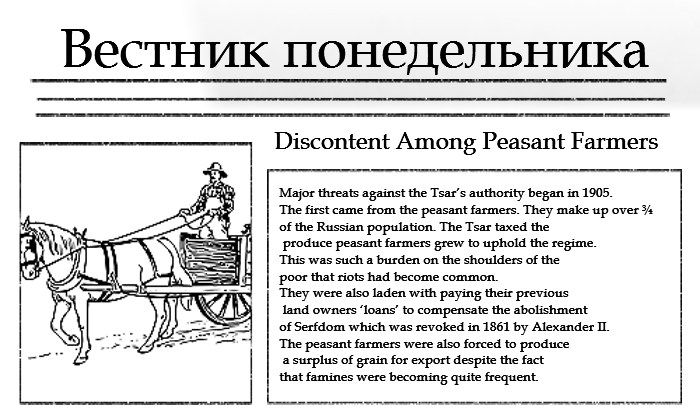 Вестник понедельника
Discontent Among Peasant Farmers
Major threats against the Tsar's authority began in 1905.
The first came from the peasant farmers. They make up over ¾
of the Russian population. The Tsar taxed the
produce peasant farmers grew to uphold the regime.
This was such a burden on the shoulders of the
poor that riots had become common.
They were also laden with paying their previous
land owners 'loans' to compensate the abolishment
of Serfdom which was revoked in 1861 by Alexander II.
The peasant farmers were also forced to produce
a surplus of grain for export despite the fact
that famines were becoming quite frequent.